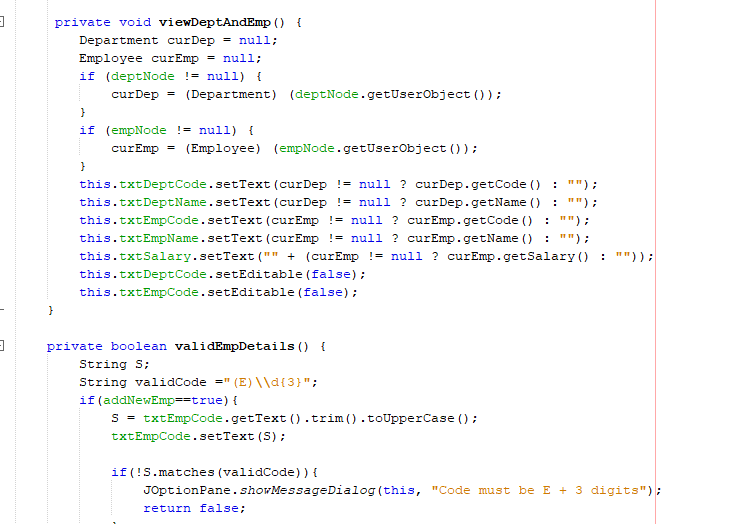 private void viewDeptAndEmp() {
Department curDep = null;
Employee curEmp = null;
if (deptNode != null) {
curDep = (Department) (deptNode.getUserObject());
}
if (empNode != null) {
curEmp = (Employee) (empNode.getUserObject());
}
this.txtDeptCode.setText(curDep != null ? curDep.getCode() : "");
this.txtDeptName.setText(curDep != null ? curDep.getName() : "");
this.txtEmpCode.setText(curEmp != null ? curEmp.getCode() : "");
this.txtEmpName.setText(curEmp != null ? curEmp.getName() : "");
this.txtSalary.setText("" + (curEmp != null ? curEmp.getSalary() : ""));
this.txtDeptCode.setEditable(false);
this.txtEmpCode.setEditable(false);
}
private boolean validEmpDetails() {
String S;
String validCode ="(E)\\d{3}";
if(addNewEmp==true){
S = txtEmpCode.getText().trim().toUpperCase();
txtEmpCode.setText(S);
if(!S.matches(validCode)){
JOptionPane.showMessageDialog(this, "Code must be E + 3 digits");
return false;